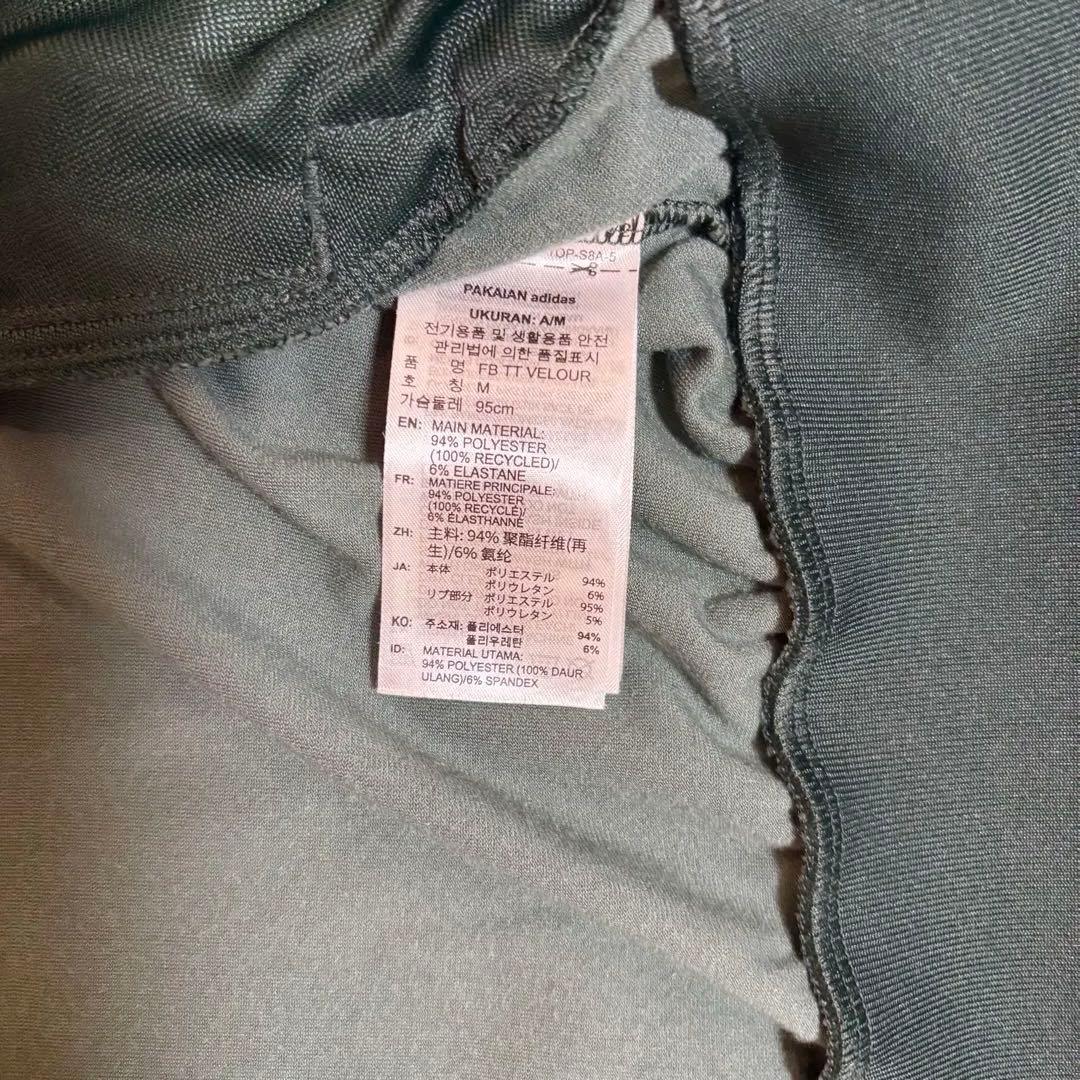 TOP-S8A-5
PAKAIAN adidas
UKURAN: A/M
전기용품 및 생활용품 안전
관리법에 의한 품질표시
품 명 FB TT VELOUR
호 칭 M
가슴둘레 95cm
EN: MAIN MATERIAL:
94% POLYESTER
(100% RECYCLED)/
6% ELASTANE
FR: MATIERE PRINCIPALE:
94% POLYESTER
(100% RECYCLÉ)/
6% ÉLASTHANNE
ZH: 主料: 94% 聚酯纤维(再
生)/6% 氨纶
JA: 本体 ポリエステル 94%
ポリウレタン 6%
リブ部分 ポリエステル 95%
ポリウレタン 5%
KO: 주소재: 폴리에스터 94%
폴리우레탄 6%
ID: MATERIAL UTAMA:
94% POLYESTER (100% DAUR
ULANG)/6% SPANDEX